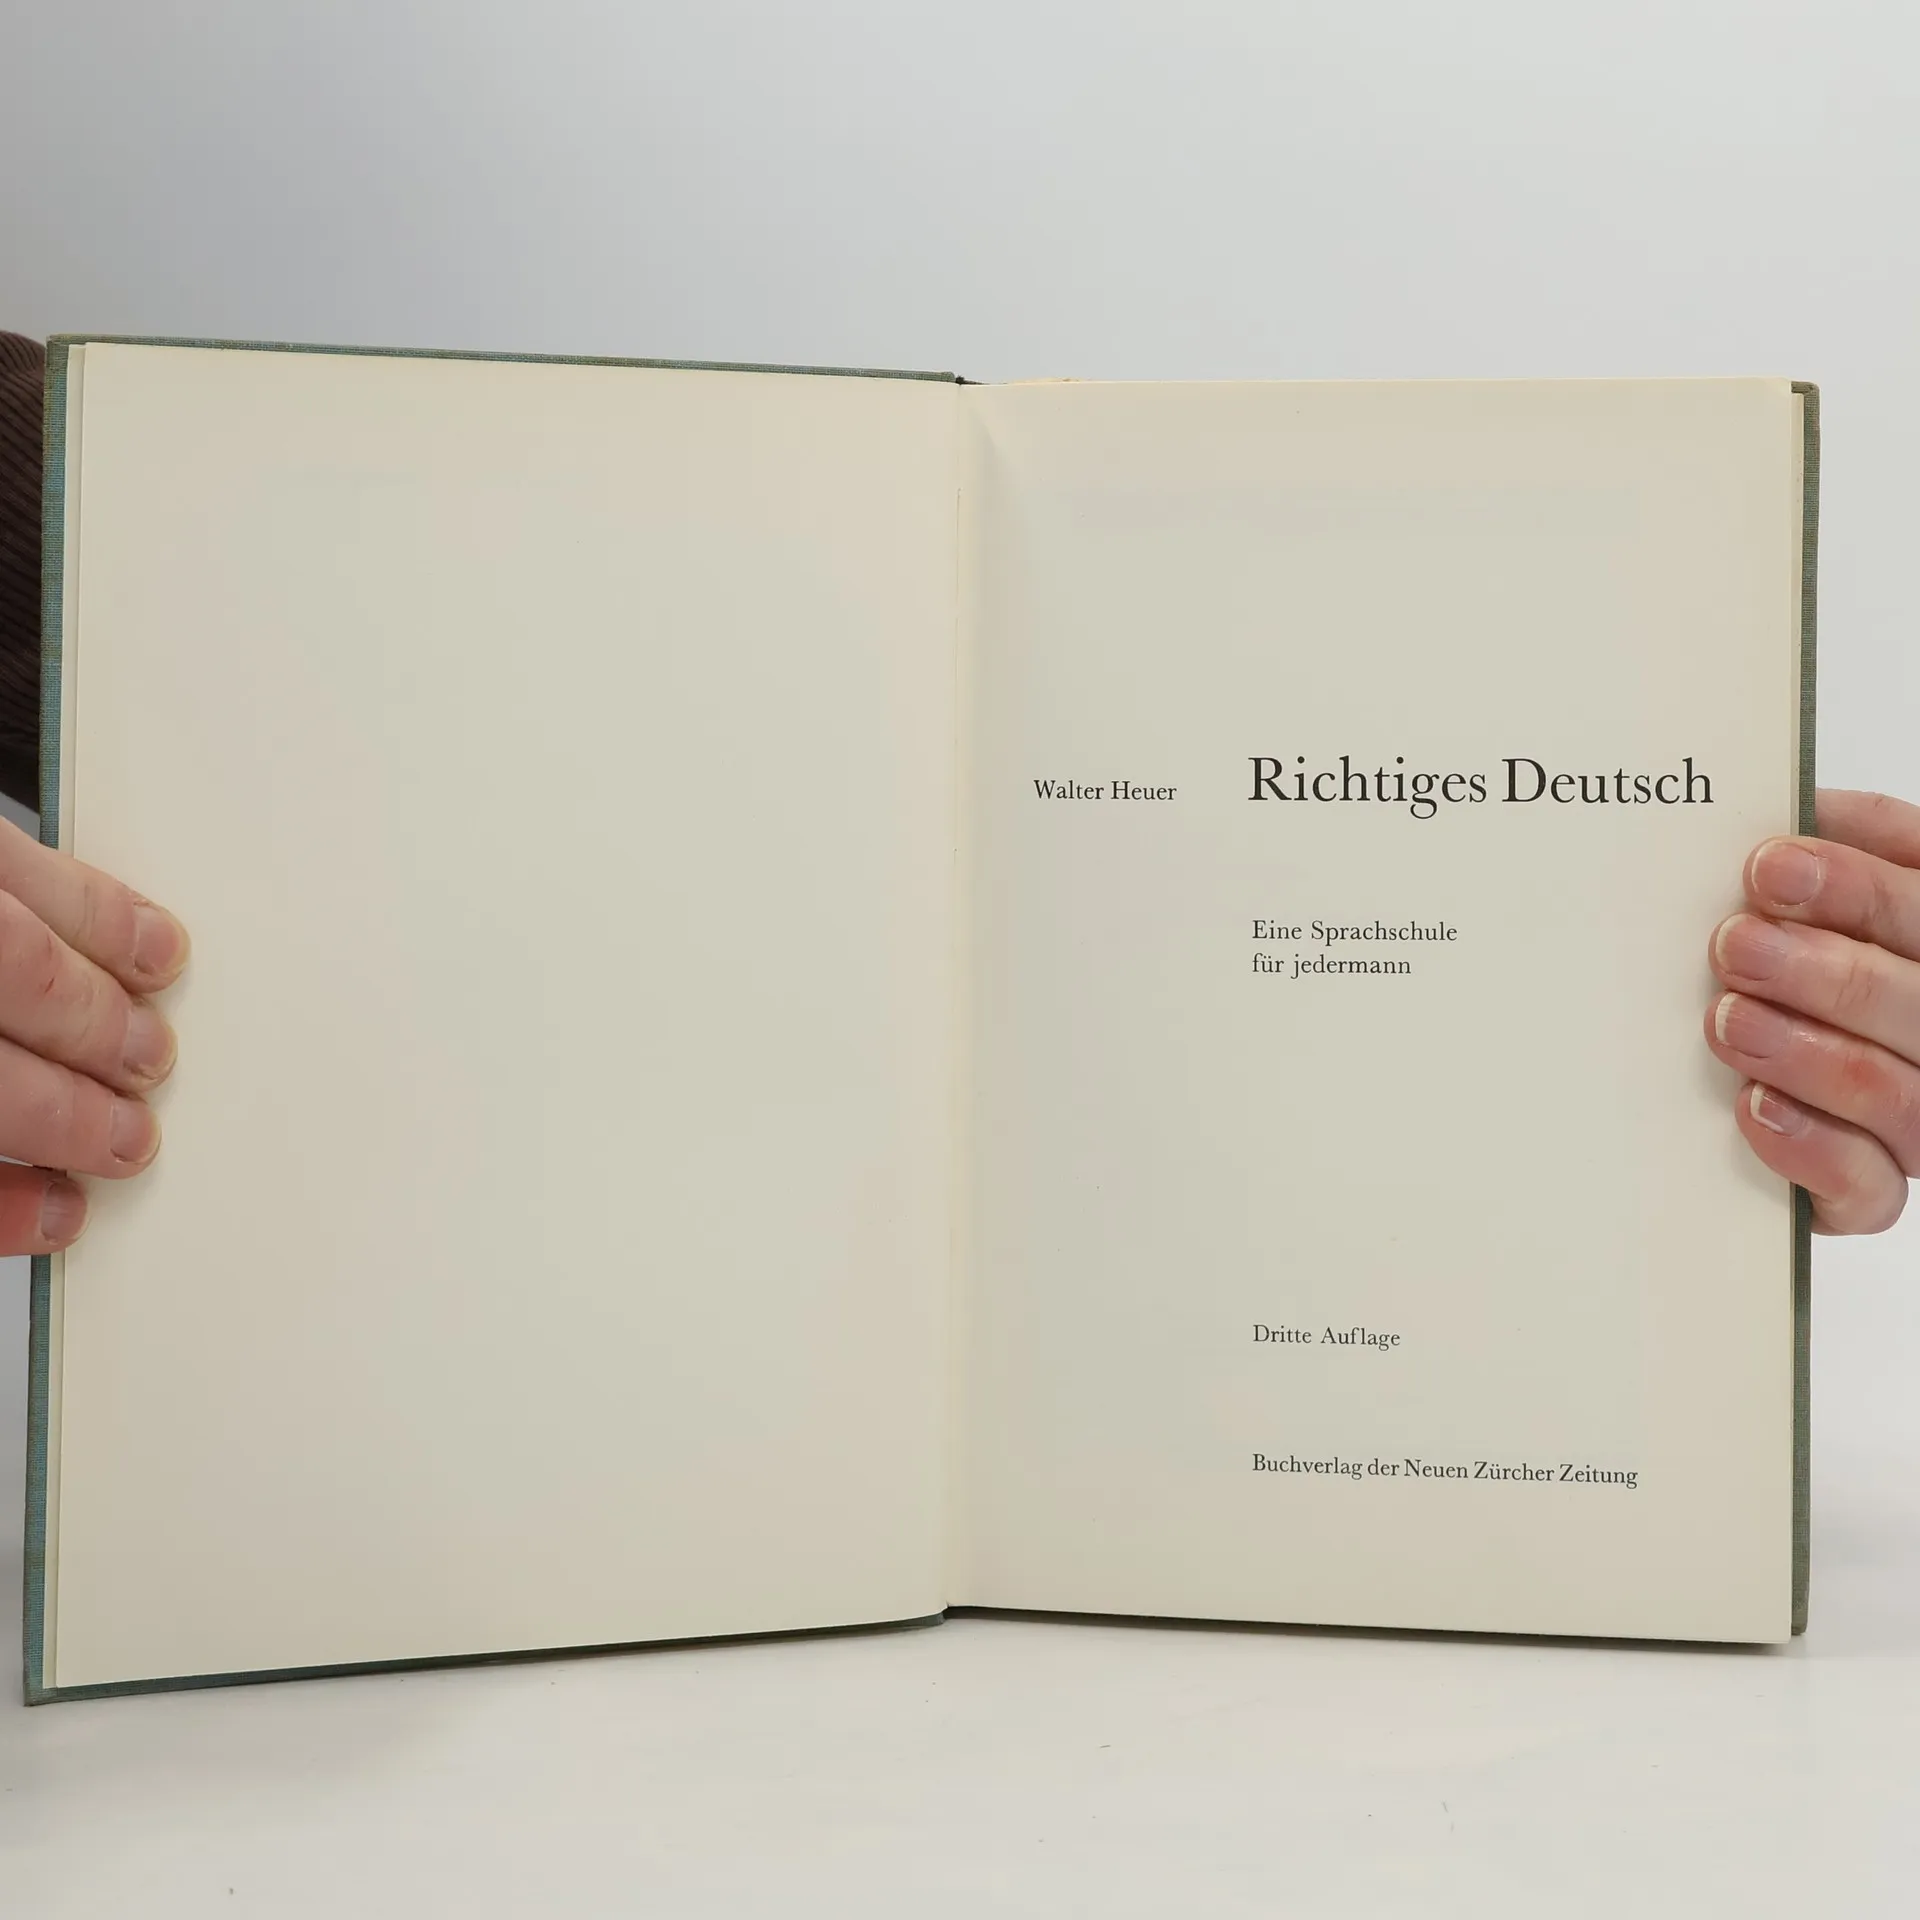 Walter Heuer
Richtiges Deutsch
Eine Sprachschule
für jedermann
Dritte Auflage
Buchverlag der Neuen Zürcher Zeitung